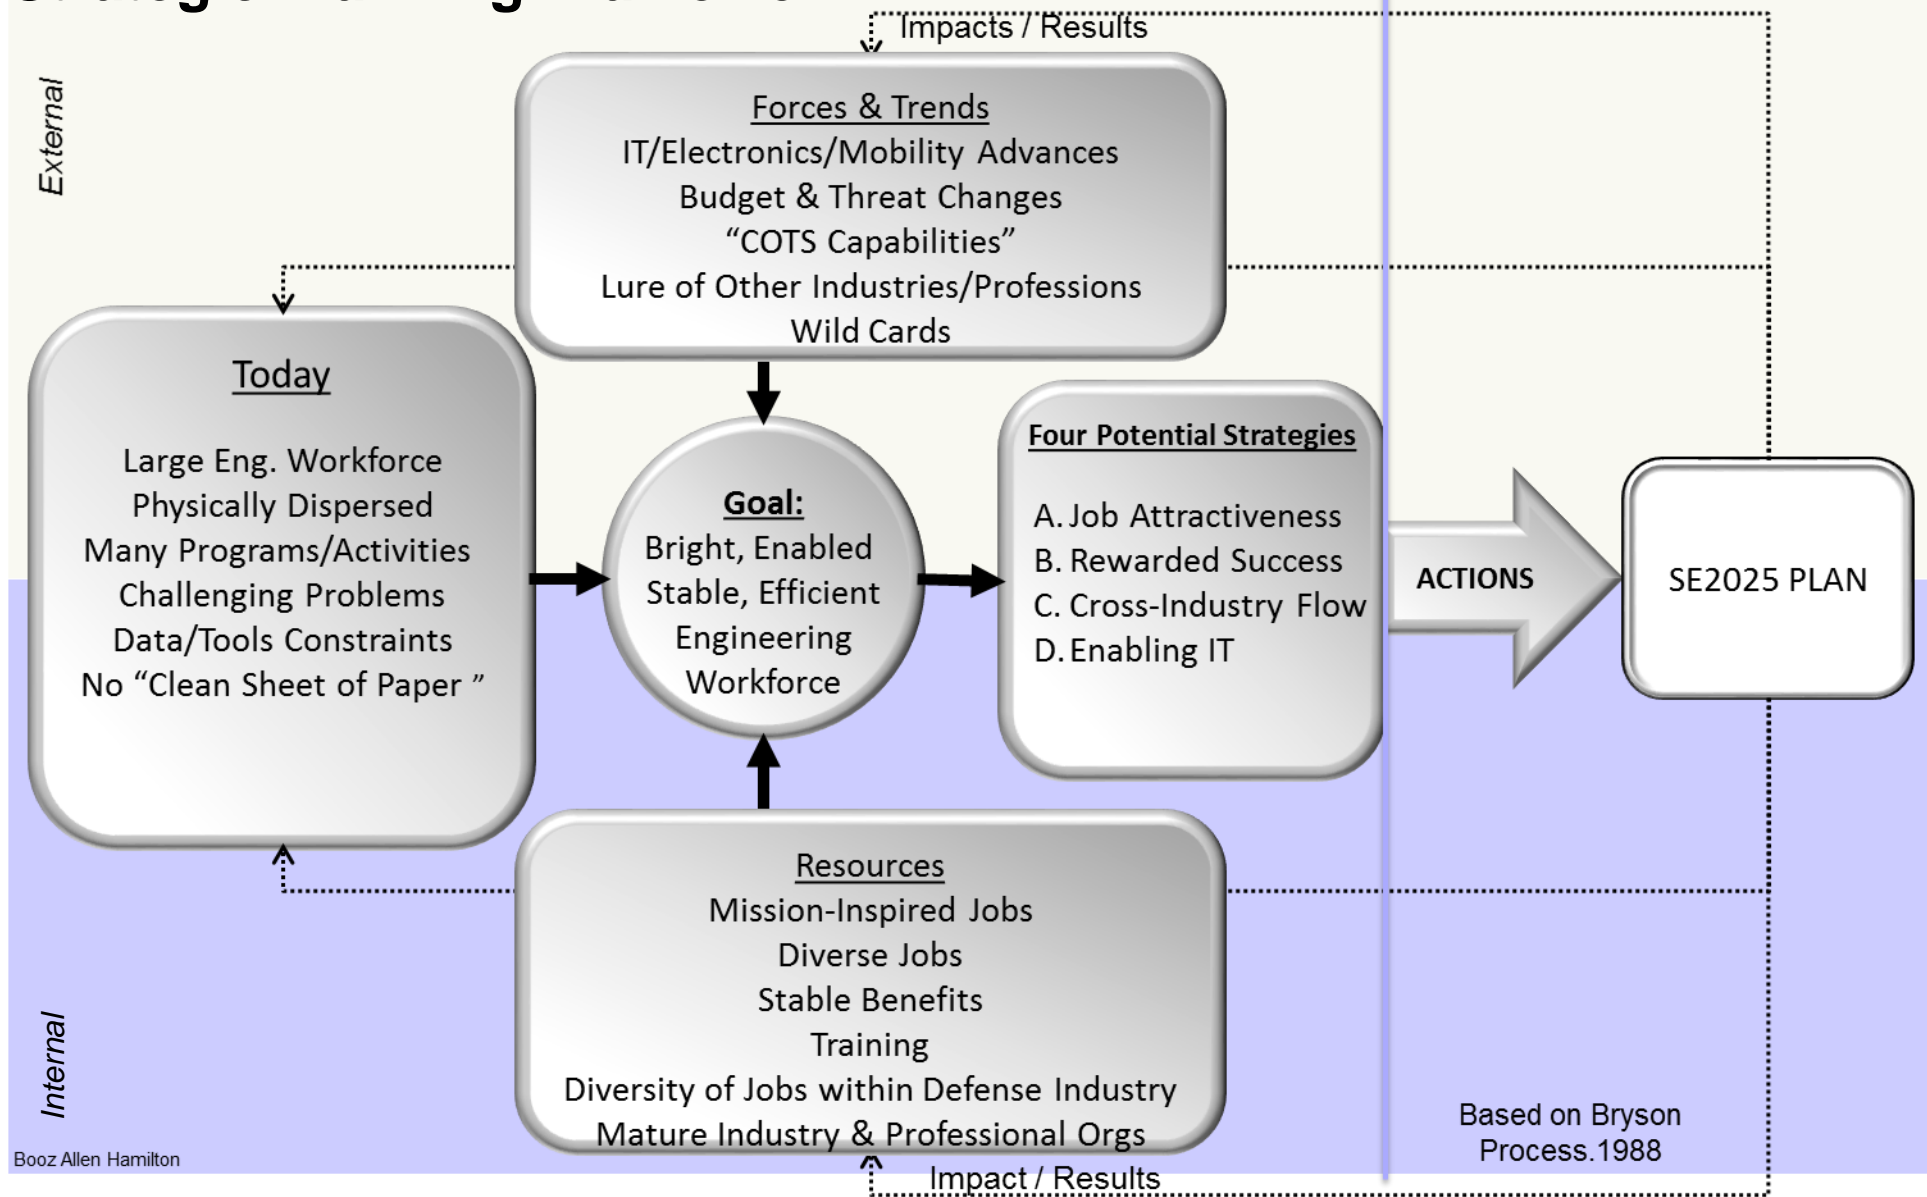 Impacts / Results
External
Forces & Trends
IT/Electronics/Mobility Advances
Budget & Threat Changes
“COTS Capabilities”
Lure of Other Industries/Professions
Wild Cards
Today
Large Eng. Workforce
Physically Dispersed
Many Programs/Activities
Challenging Problems
Data/Tools Constraints
No “Clean Sheet of Paper ”
Goal:
Bright, Enabled
Stable, Efficient
Engineering
Workforce
Four Potential Strategies
A. Job Attractiveness
B. Rewarded Success
C. Cross-Industry Flow
D. Enabling IT
ACTIONS
SE2025 PLAN
Internal
Resources
Mission-Inspired Jobs
Diverse Jobs
Stable Benefits
Training
Diversity of Jobs within Defense Industry
Mature Industry & Professional Orgs
Impact / Results
Based on Bryson
Process.1988
Booz Allen Hamilton